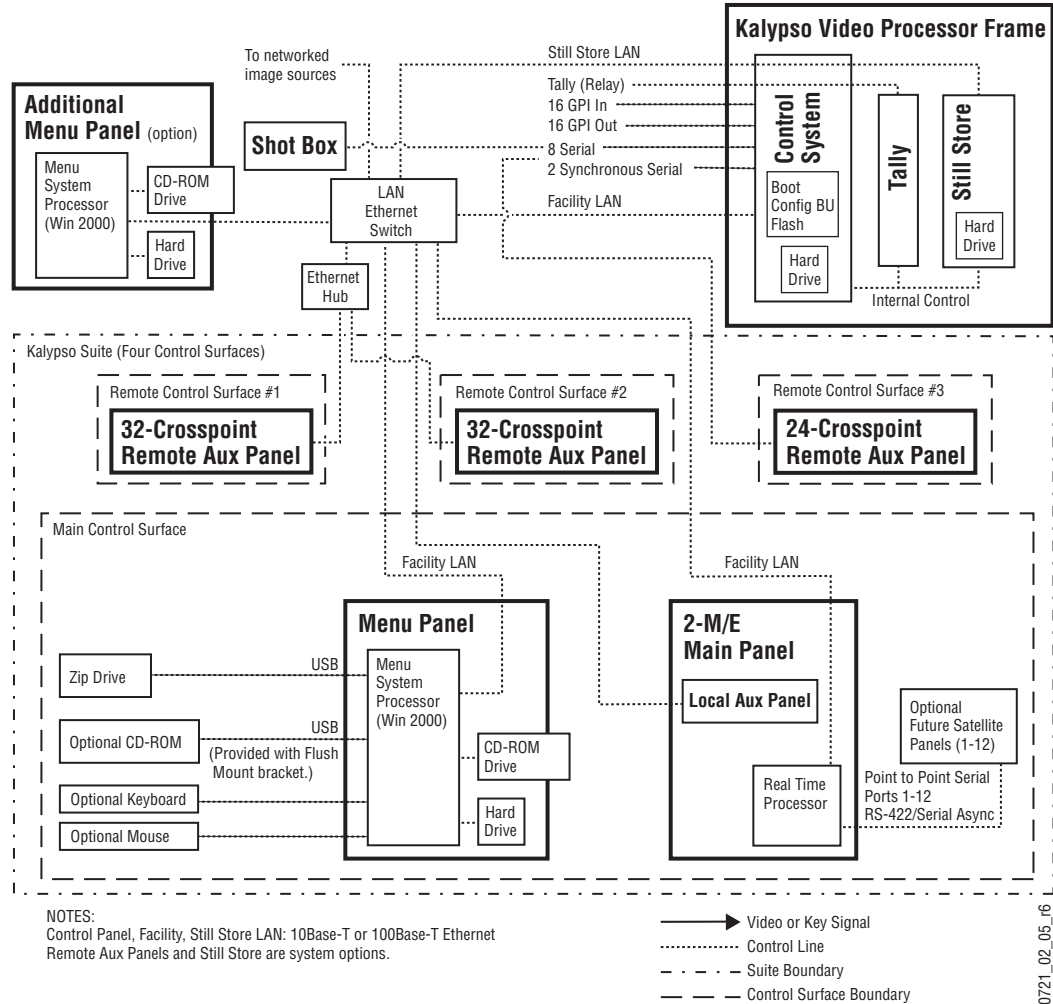 Kalypso Video Processor Frame
To networked
image sources
Still Store LAN
Tally (Relay)
16 GPI In
16 GPI Out
8 Serial
2 Synchronous Serial
Facility LAN
Control
System
Boot
Config BU
Flash
Hard
Drive
Tally
Still Store
Hard
Drive
Internal Control
Additional
Menu Panel (option)
Menu
System
Processor
(Win 2000)
CD-ROM
Drive
Hard
Drive
Shot Box
LAN
Ethernet
Switch
Ethernet
Hub
Kalypso Suite (Four Control Surfaces)
Remote Control Surface #1
32-Crosspoint
Remote Aux Panel
Remote Control Surface #2
32-Crosspoint
Remote Aux Panel
Remote Control Surface #3
24-Crosspoint
Remote Aux Panel
Main Control Surface
Facility LAN
Facility LAN
Menu Panel
Menu
System
Processor
(Win 2000)
CD-ROM
Drive
Hard
Drive
Zip Drive
USB
Optional CD-ROM
USB
(Provided with Flush
Mount bracket.)
Optional Keyboard
Optional Mouse
2-M/E
Main Panel
Local Aux Panel
Real Time
Processor
Optional
Future Satellite
Panels (1-12)
Point to Point Serial
Ports 1-12
RS-422/Serial Async
NOTES:
Control Panel, Facility, Still Store LAN: 10Base-T or 100Base-T Ethernet
Remote Aux Panels and Still Store are system options.
Video or Key Signal
Control Line
Suite Boundary
Control Surface Boundary
0721_02_05_r6